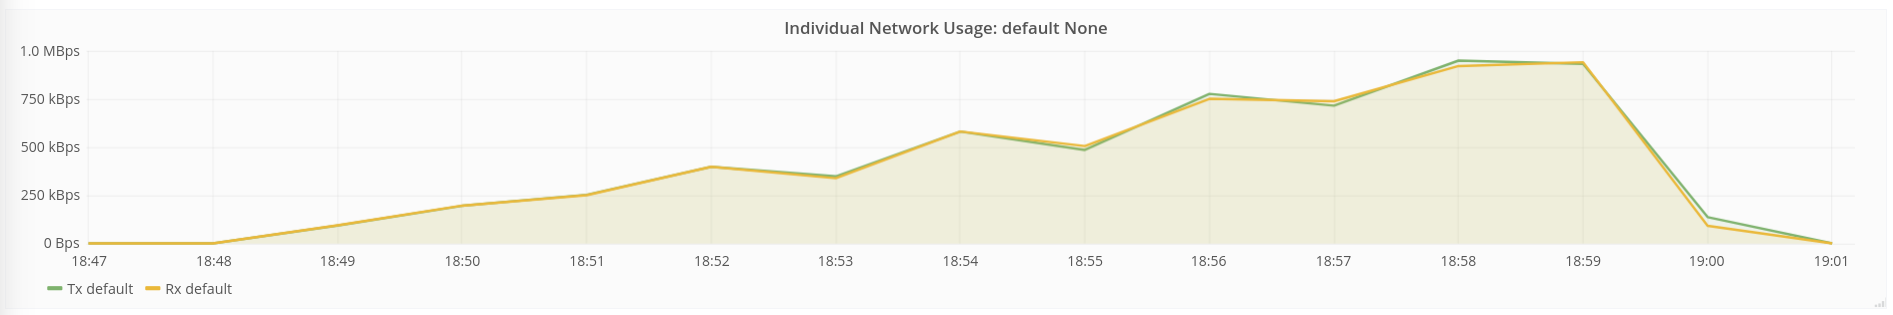 Individual Network Usage: default None
1.0 MBps
750 kBps
500 kBps
250 kBps
0 Bps
18:47 18:48 18:49 18:50 18:51 18:52 18:53 18:54 18:55 18:56 18:57 18:58 18:59 19:00 19:01
Tx default Rx default